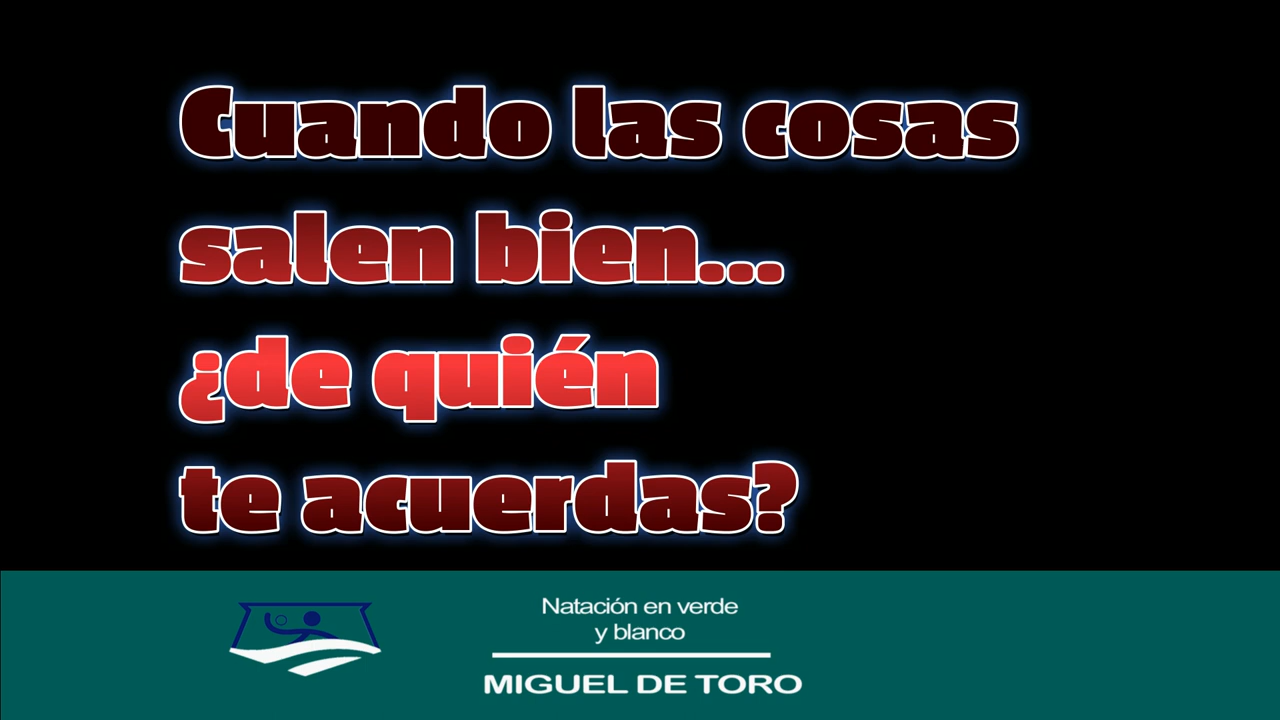 Cuando las cosas
salen bien...
¿de quién
te acuerdas?
Natación en verde
y blanco
MIGUEL DE TORO